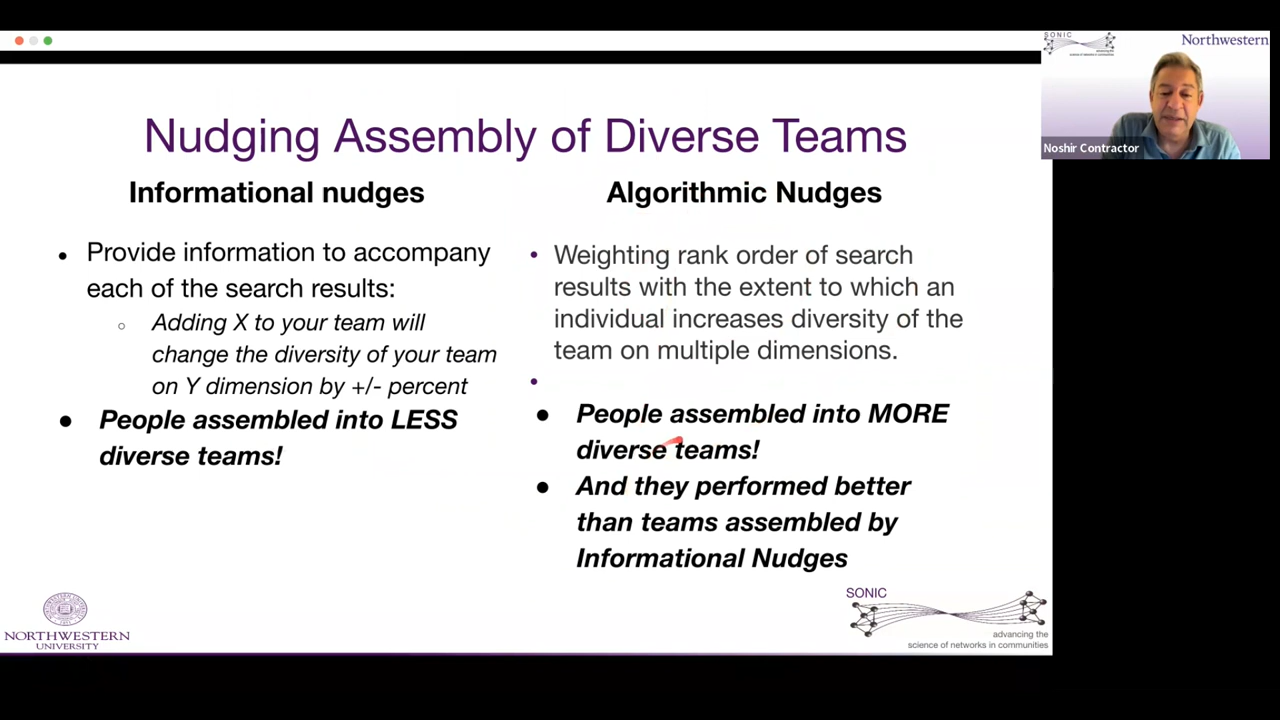 SONIC
Northwestern
Noshir Contractor
Nudging Assembly of Diverse Teams
Informational nudges
Provide information to accompany
each of the search results:
Adding X to your team will
change the diversity of your team
on Y dimension by +/- percent
People assembled into LESS
diverse teams!
Algorithmic Nudges
Weighting rank order of search
results with the extent to which an
individual increases diversity of the
team on multiple dimensions.
People assembled into MORE
diverse teams!
And they performed better
than teams assembled by
Informational Nudges
NORTHWESTERN
UNIVERSITY
SONIC
advancing the
science of networks in communities